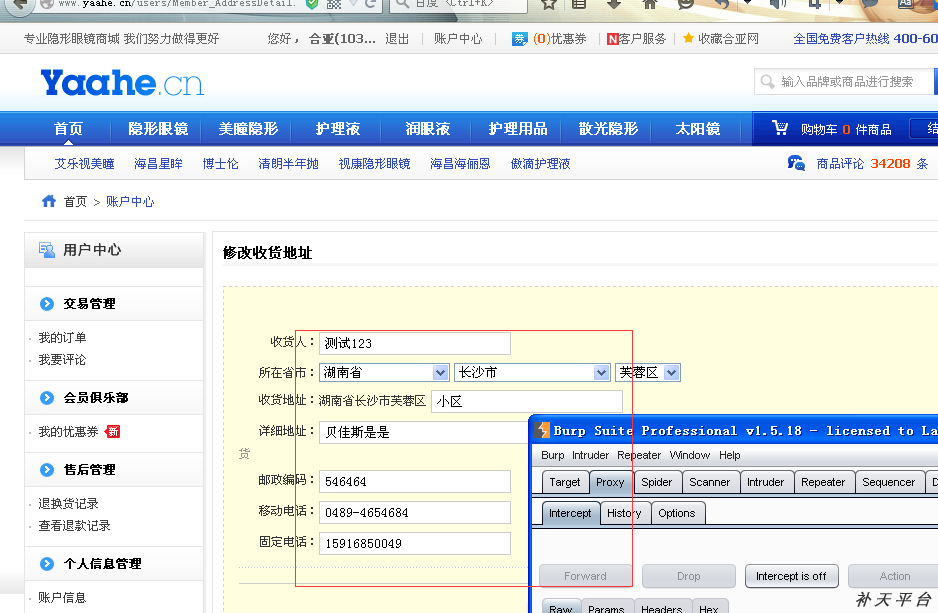 www.yaahe.cn/users/Member_AddressDetail. 百度 <Ctrl+K>
专业隐形眼镜商城 我们努力做得更好 您好， 合亚(103... 退出 账户中心 券 (0)优惠券 N客户服务 收藏合亚网 全国免费客户热线 400-60
Yaahe.cn 输入品牌或商品进行搜索
首页 隐形眼镜 美瞳隐形 护理液 润眼液 护理用品 散光隐形 太阳镜 购物车 0 件商品 结
艾乐视美瞳 海昌星眸 博士伦 清朗半年抛 视康隐形眼镜 海昌海俪恩 傲滴护理液 商品评论 34208 条
首页 > 账户中心
用户中心
修改收货地址
交易管理
我的订单
我要评论
会员俱乐部
我的优惠券 新
售后管理
退换货记录
查看退款记录
个人信息管理
账户信息
收货人： 测试123
所在省市： 湖南省 长沙市 芙蓉区
收货地址： 湖南省长沙市芙蓉区 小区
详细地址： 贝佳斯是是
货
邮政编码： 546464
移动电话： 0489-4654684
固定电话： 15916850049
Burp Suite Professional v1.5.18 - licensed to La
Burp Intruder Repeater Window Help
Target Proxy Spider Scanner Intruder Repeater Sequencer D
Intercept History Options
Forward Drop Intercept is off Action
Raw Params Headers Hex
补天平台